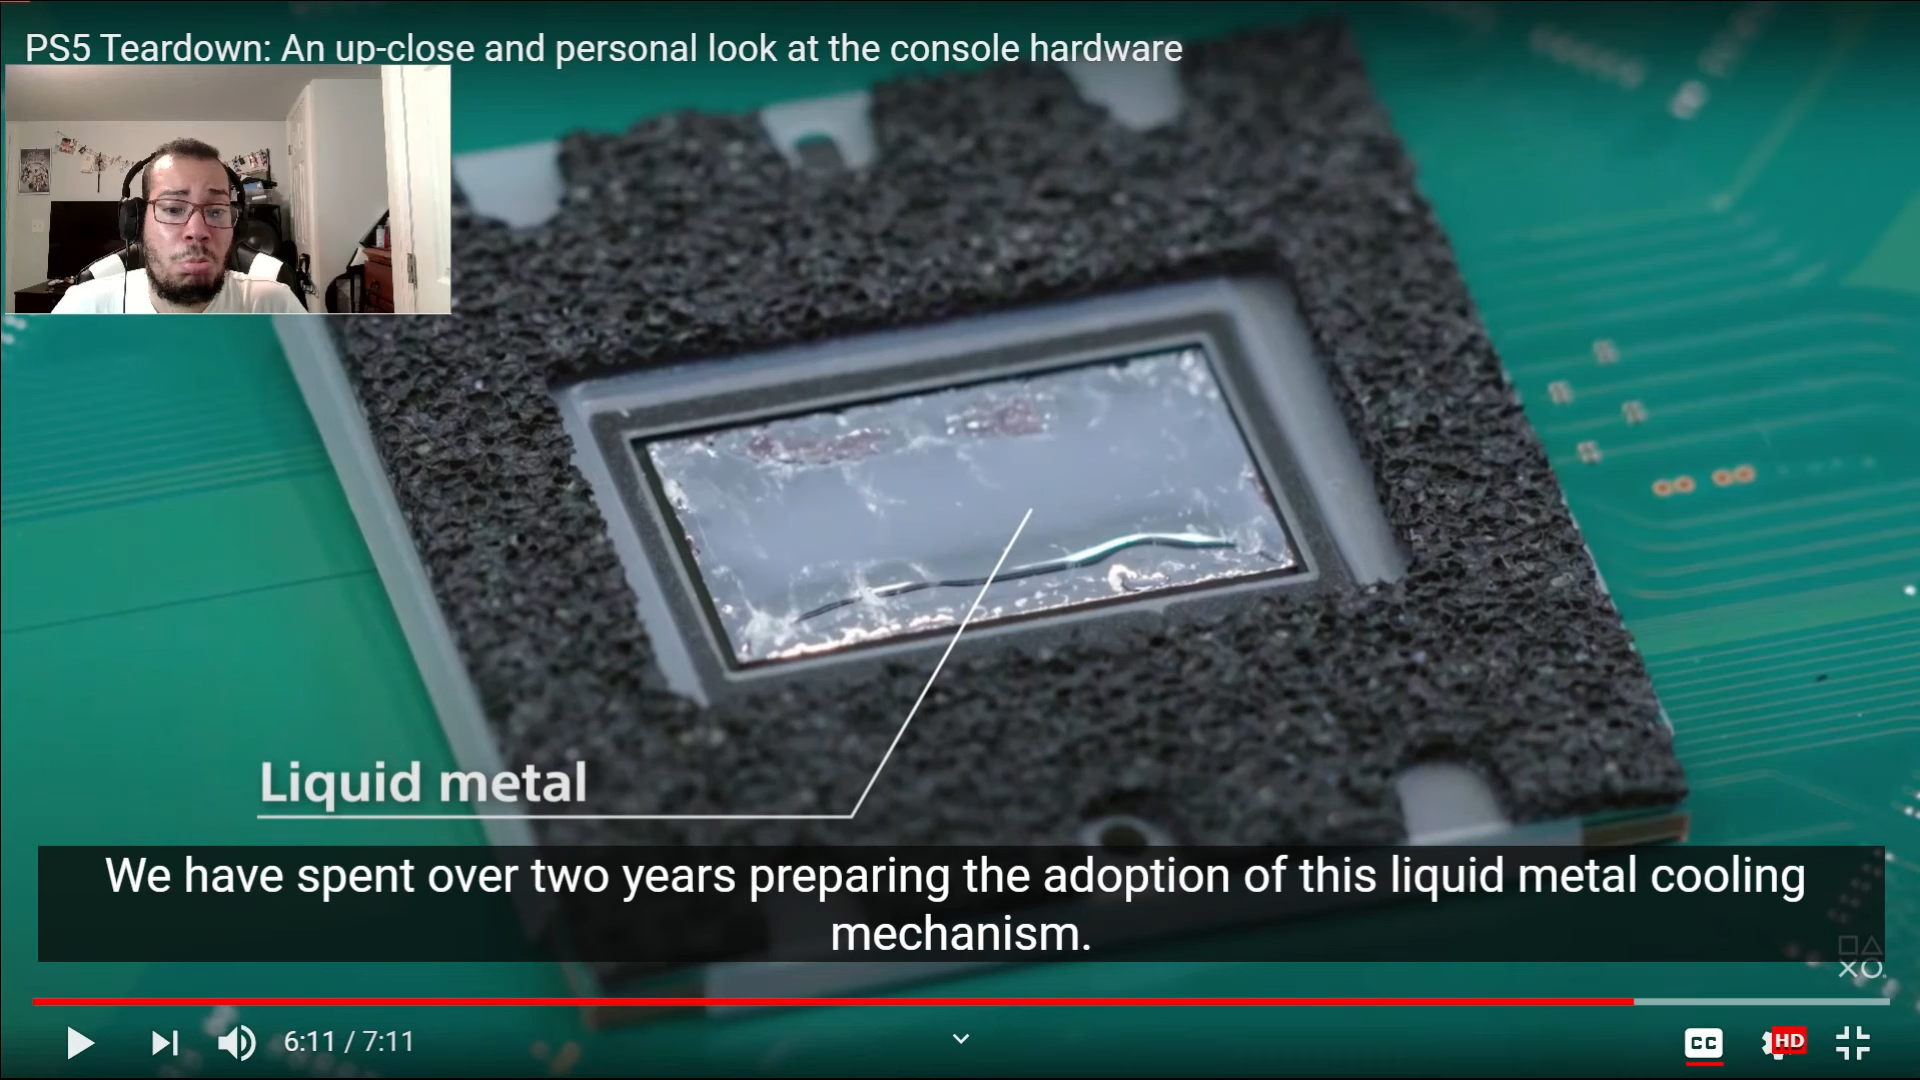 PS5 Teardown: An up-close and personal look at the console hardware
Liquid metal
We have spent over two years preparing the adoption of this liquid metal cooling
mechanism.
6:11 / 7:11
CC
HD